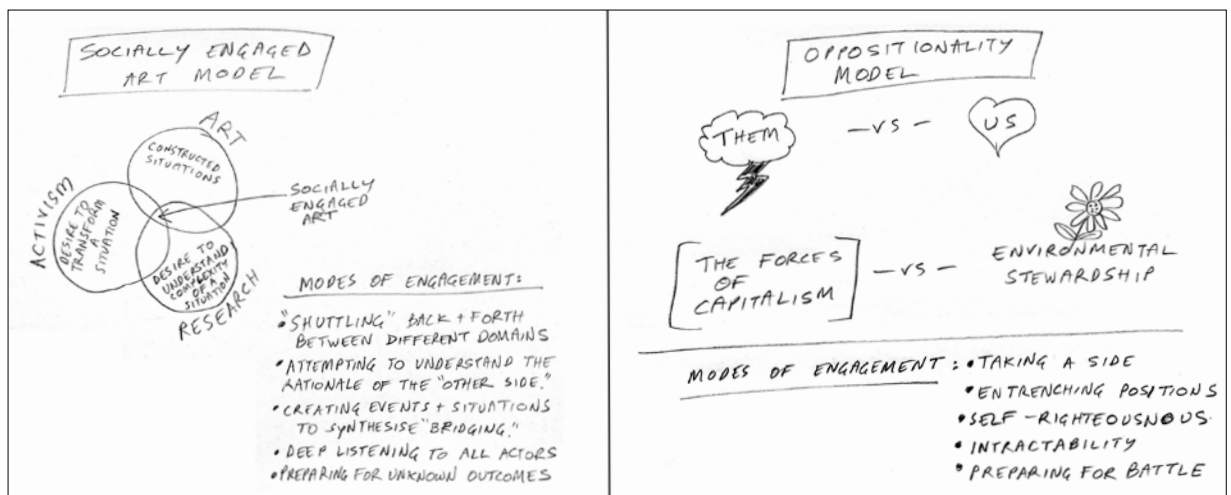 SOCIALLY ENGAGED
ART MODEL
ART
CONSTRUCTED
SITUATIONS
ACTIVISM
DESIRE TO
TRANSFORM
A
SITUATION
DESIRE TO
UNDERSTAND
COMPLEXITY
OF A
SITUATION
RESEARCH
SOCIALLY
ENGAGED
ART
MODES OF ENGAGEMENT:
• "SHUTTLING" BACK + FORTH
BETWEEN DIFFERENT DOMAINS
• ATTEMPTING TO UNDERSTAND THE
RATIONALE OF THE "OTHER SIDE."
• CREATING EVENTS + SITUATIONS
TO SYNTHESISE "BRIDGING."
• DEEP LISTENING TO ALL ACTORS
• PREPARING FOR UNKNOWN OUTCOMES
OPPOSITIONALITY
MODEL
THEM - VS - US
THE FORCES
OF
CAPITALISM
- VS -
ENVIRONMENTAL
STEWARDSHIP
MODES OF ENGAGEMENT: • TAKING A SIDE
• ENTRENCHING POSITIONS
• SELF-RIGHTEOUSNOUS
• INTRACTABILITY
• PREPARING FOR BATTLE